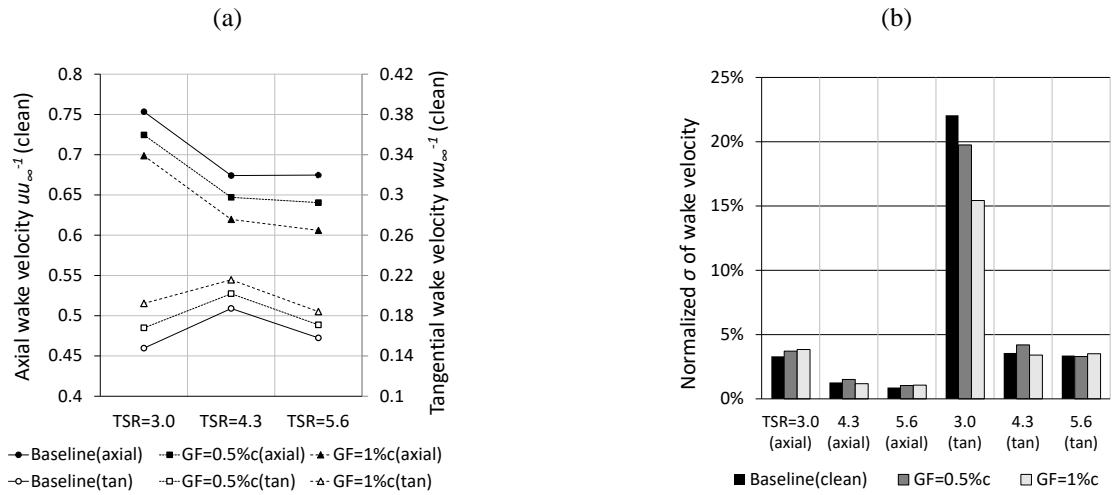 (a)
Axial wake velocity uu∞⁻¹ (clean)
0.8
0.75
0.7
0.65
0.6
0.55
0.5
0.45
0.4
0.42
0.38
0.34
0.3
0.26
0.22
0.18
0.14
0.1
Tangential wake velocity wu∞⁻¹ (clean)
TSR=3.0 TSR=4.3 TSR=5.6
Baseline(axial) GF=0.5%c(axial) GF=1%c(axial)
Baseline(tan) GF=0.5%c(tan) GF=1%c(tan)
(b)
Normalized σ of wake velocity
25%
20%
15%
10%
5%
0%
TSR=3.0 4.3 5.6 3.0 4.3 5.6
(axial) (axial) (axial) (tan) (tan) (tan)
Baseline(clean) GF=0.5%c GF=1%c